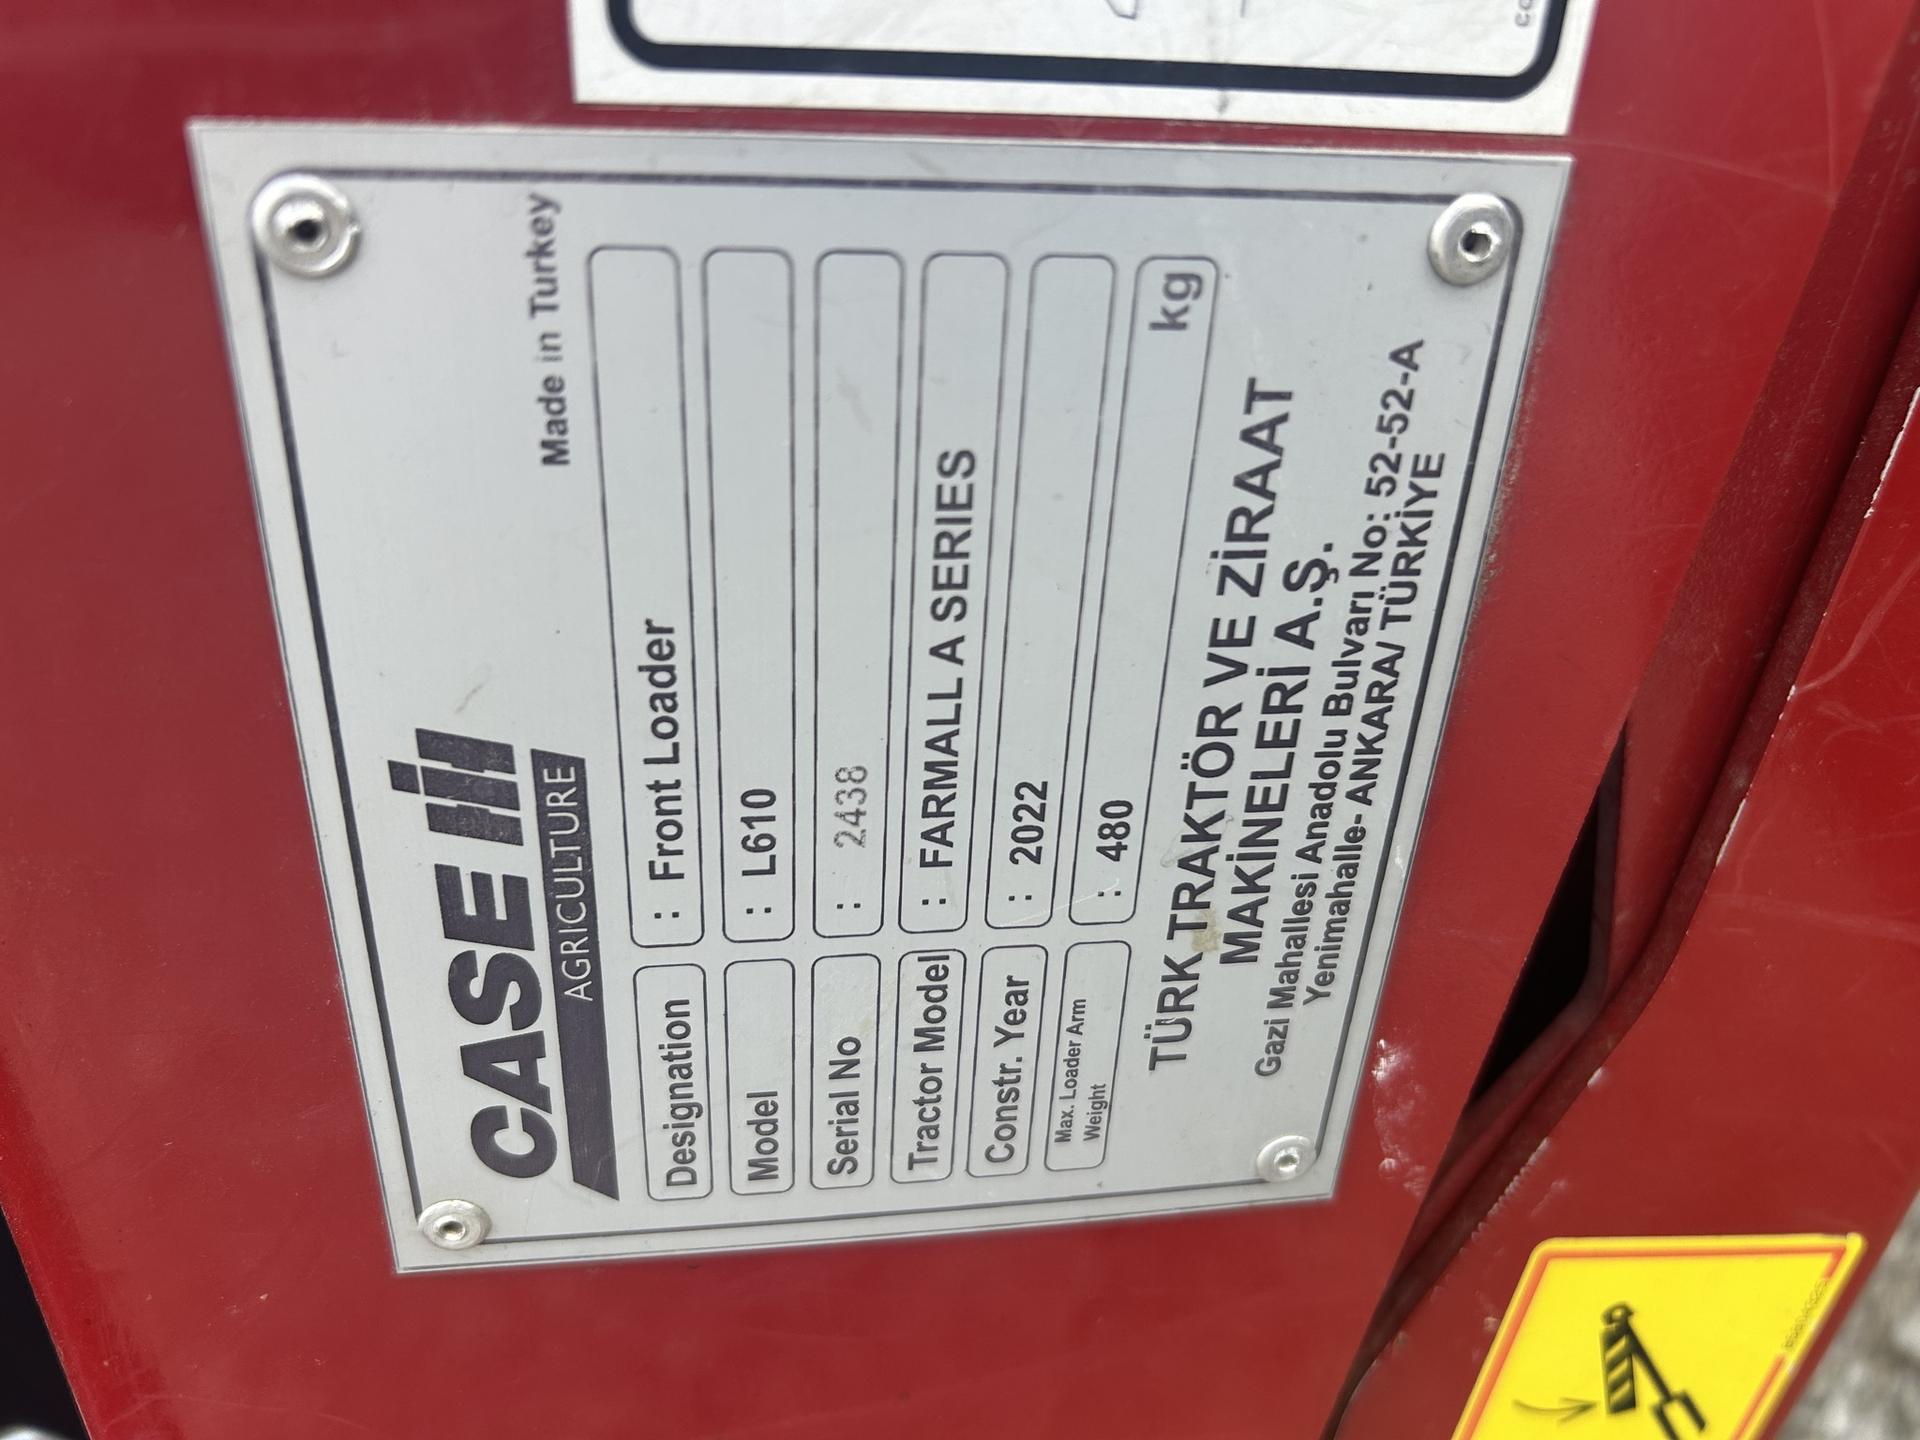 CASE III
AGRICULTURE
Made in Turkey
Designation : Front Loader
Model : L610
Serial No : 2438
Tractor Model : FARMALL A SERIES
Constr. Year : 2022
Max. Loader Arm Weight : 480 kg
TÜRK TRAKTÖR VE ZİRAAT
MAKİNELERİ A.Ş.
Gazi Mahallesi Anadolu Bulvarı No: 52-52-A
Yenimahalle- ANKARA/ TÜRKİYE